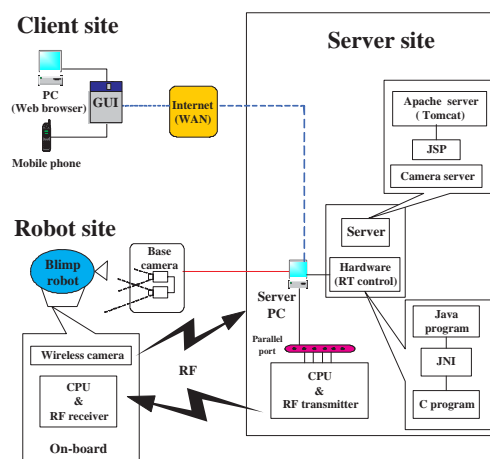 Client site
PC
(Web browser)
GUI
Mobile phone
Internet
(WAN)
Server site
Apache server
( Tomcat)
JSP
Camera server
Server
Hardware
(RT control)
Robot site
Blimp
robot
Base
camera
Server
PC
Parallel
port
CPU
&
RF transmitter
Java
program
JNI
C program
Wireless camera
RF
CPU
&
RF receiver
On-board